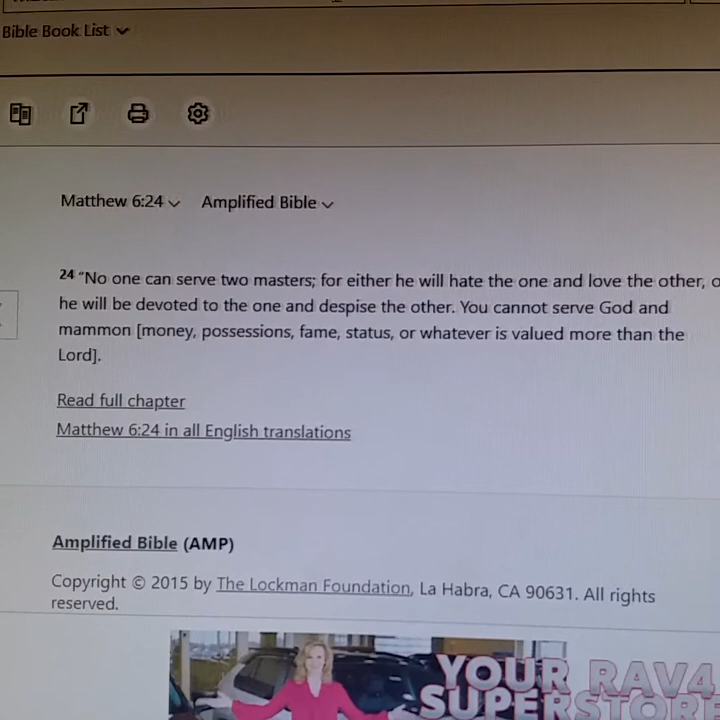 Bible Book List
Matthew 6:24 Amplified Bible
24 "No one can serve two masters; for either he will hate the one and love the other,
he will be devoted to the one and despise the other. You cannot serve God and
mammon [money, possessions, fame, status, or whatever is valued more than the
Lord].
Read full chapter
Matthew 6:24 in all English translations
Amplified Bible (AMP)
Copyright © 2015 by The Lockman Foundation, La Habra, CA 90631. All rights
reserved.
YOUR RAV4
SUPERSTORE